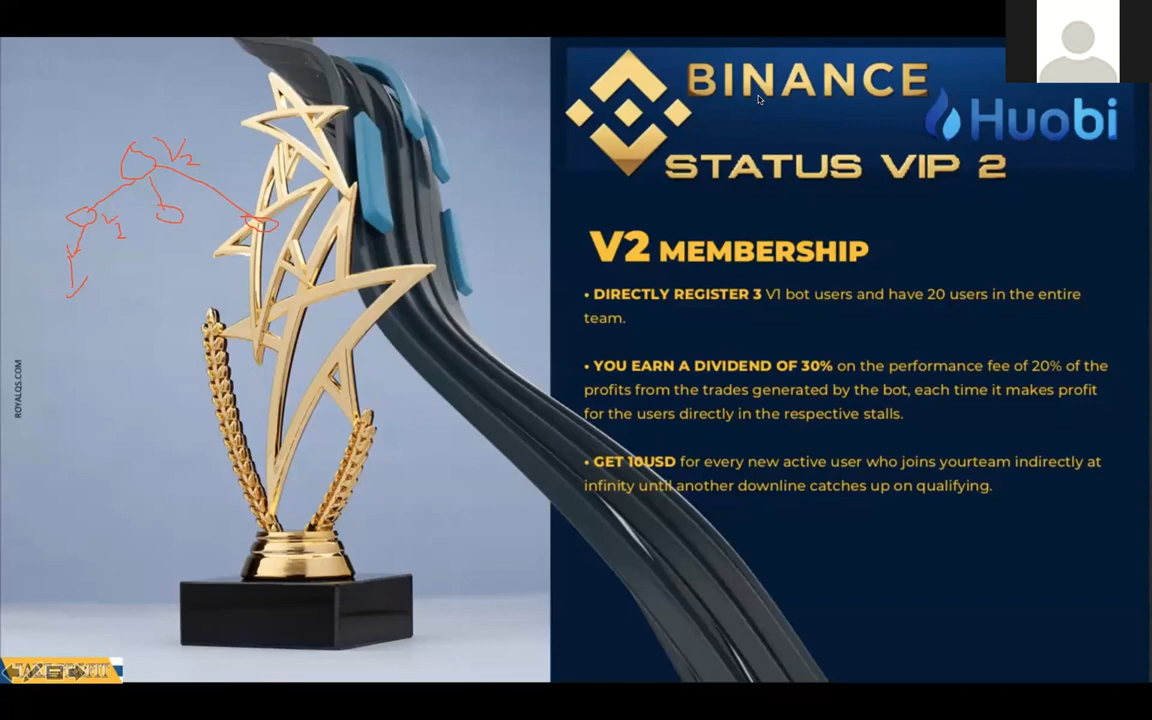 BINANCE
Huobi
STATUS VIP 2
V2
V1
V2 MEMBERSHIP
• DIRECTLY REGISTER 3 V1 bot users and have 20 users in the entire
team.
• YOU EARN A DIVIDEND OF 30% on the performance fee of 20% of the
profits from the trades generated by the bot, each time it makes profit
for the users directly in the respective stalls.
• GET 10USD for every new active user who joins yourteam indirectly at
infinity until another downline catches up on qualifying.
ROYALQS.COM